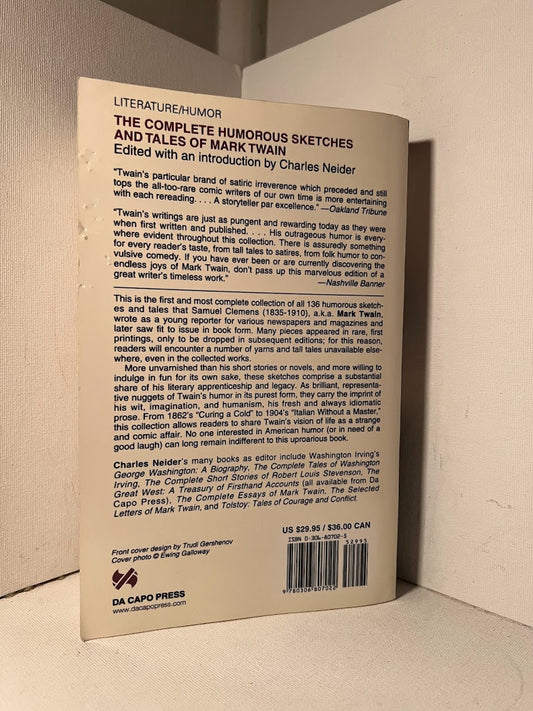 LITERATURE/HUMOR
THE COMPLETE HUMOROUS SKETCHES
AND TALES OF MARK TWAIN
Edited with an introduction by Charles Neider
"Twain's particular brand of satiric irreverence which preceded and still
tops the all-too-rare comic writers of our own time is more entertaining
with each rereading. . . . A storyteller par excellence." —Oakland Tribune
"Twain's writings are just as pungent and rewarding today as they were
when first written and published. . . . His outrageous humor is every-
where evident throughout this collection. There is assuredly something
for every reader's taste, from tall tales to satires, from folk humor to con-
vulsive comedy. If you have ever been or are currently discovering the
endless joys of Mark Twain, don't pass up this marvelous edition of a
great writer's timeless work." —Nashville Banner
This is the first and most complete collection of all 136 humorous sketch-
es and tales that Samuel Clemens (1835-1910), a.k.a. Mark Twain,
wrote as a young reporter for various newspapers and magazines and
later saw fit to issue in book form. Many pieces appeared in rare, first
printings, only to be dropped in subsequent editions; for this reason,
readers will encounter a number of yarns and tall tales unavailable else-
where, even in the collected works.
More unvarnished than his short stories or novels, and more willing to
indulge in fun for its own sake, these sketches comprise a substantial
share of his literary apprenticeship and legacy. As brilliant, representa-
tive nuggets of Twain's humor in its purest form, they carry the imprint of
his wit, imagination, and humanism, his fresh and always idiomatic
prose. From 1862's "Curing a Cold" to 1904's "Italian Without a Master,"
this collection allows readers to share Twain's vision of life as a strange
and comic affair. No one interested in American humor (or in need of a
good laugh) can long remain indifferent to this uproarious book.
Charles Neider's many books as editor include Washington Irving's
George Washington: A Biography, The Complete Tales of Washington
Irving, The Complete Short Stories of Robert Louis Stevenson, The
Great West: A Treasury of Firsthand Accounts (all available from Da
Capo Press), The Complete Essays of Mark Twain, The Selected
Letters of Mark Twain, and Tolstoy: Tales of Courage and Conflict.
US $29.95 / $36.00 CAN
ISBN 0-306-80702-5
52995
9 780306 807022
Front cover design by Trudi Gershenov
Cover photo © Ewing Galloway
DA CAPO PRESS
www.dacapopress.com